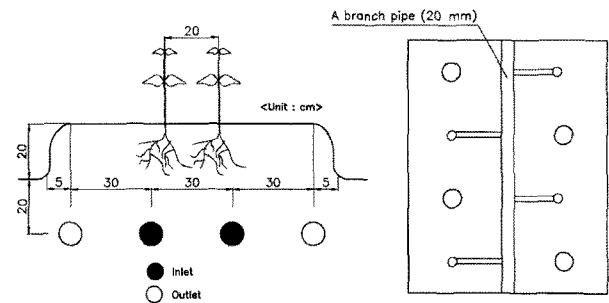 20
A branch pipe (20 mm)
<Unit : cm>
20
5 30 30 30 5
20
Inlet
Outlet